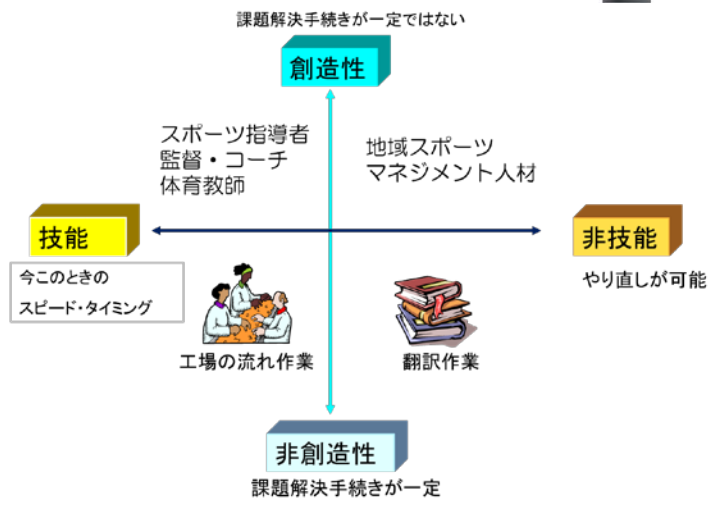 課題解決手続きが一定ではない
創造性
スポーツ指導者
監督・コーチ
体育教師
地域スポーツ
マネジメント人材
技能
非技能
今このときの
スピード・タイミング
やり直しが可能
工場の流れ作業
翻訳作業
非創造性
課題解決手続きが一定